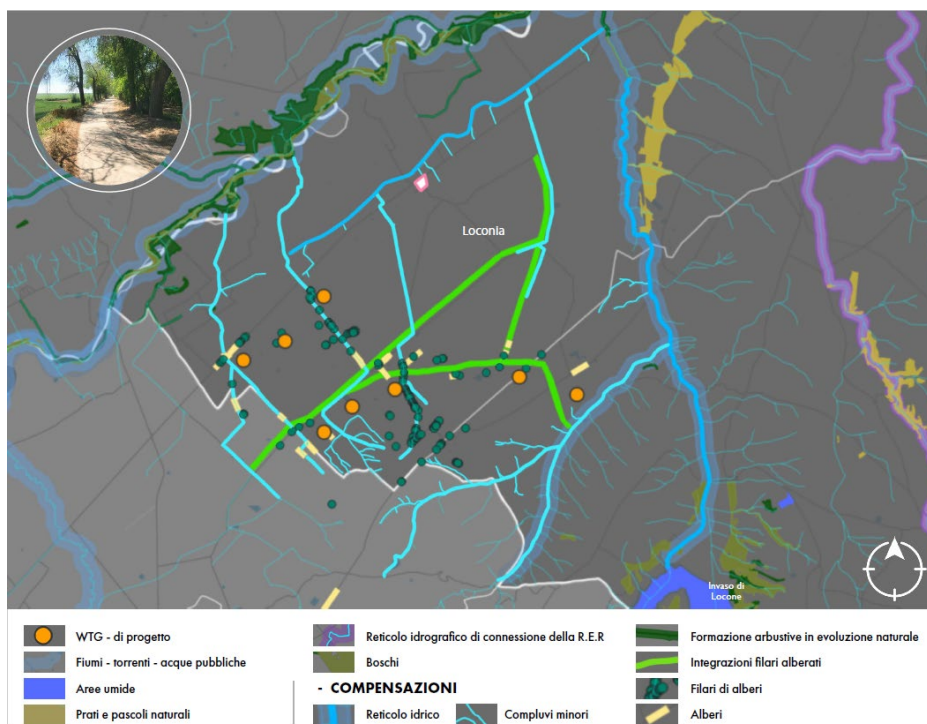 Loconia
Invaso di
Locone
WTG - di progetto
Fiumi - torrenti - acque pubbliche
Aree umide
Prati e pascoli naturali
Reticolo idrografico di connessione della R.E.R
Boschi
- COMPENSAZIONI
Reticolo idrico
Compluvi minori
Formazione arbustive in evoluzione naturale
Integrazioni filari alberati
Filari di alberi
Alberi